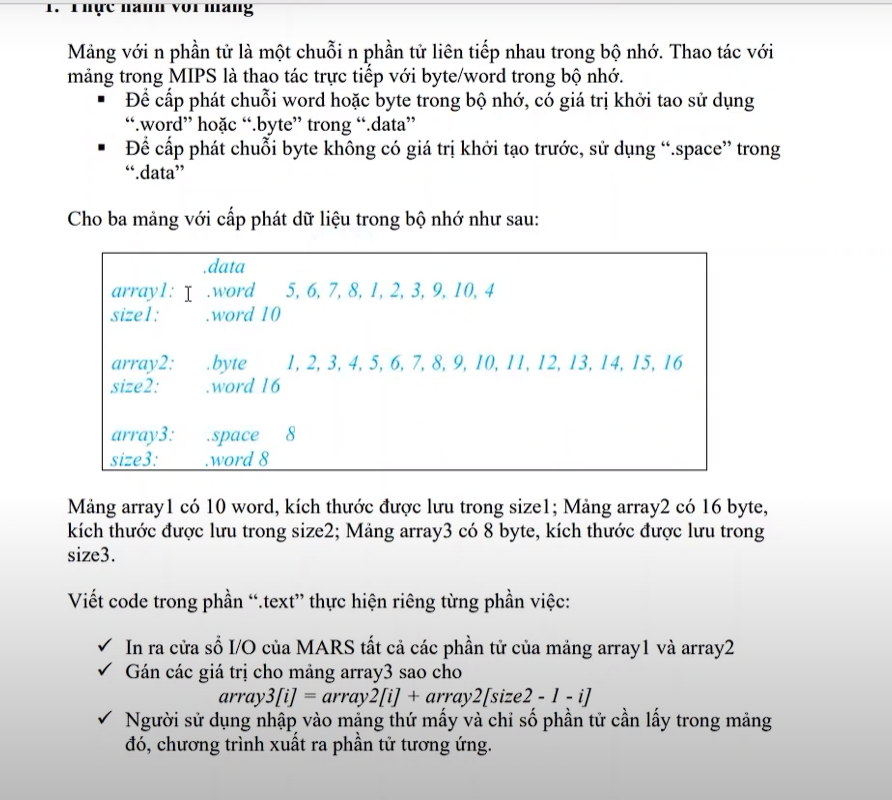 1. Thực hành với mảng
Mảng với n phần tử là một chuỗi n phần tử liên tiếp nhau trong bộ nhớ. Thao tác với
mảng trong MIPS là thao tác trực tiếp với byte/word trong bộ nhớ.
▪ Để cấp phát chuỗi word hoặc byte trong bộ nhớ, có giá trị khởi tao sử dụng
“.word” hoặc “.byte” trong “.data”
▪ Để cấp phát chuỗi byte không có giá trị khởi tạo trước, sử dụng “.space” trong
“.data”
Cho ba mảng với cấp phát dữ liệu trong bộ nhớ như sau:
.data
array1: .word 5, 6, 7, 8, 1, 2, 3, 9, 10, 4
size1: .word 10
array2: .byte 1, 2, 3, 4, 5, 6, 7, 8, 9, 10, 11, 12, 13, 14, 15, 16
size2: .word 16
array3: .space 8
size3: .word 8
Mảng array1 có 10 word, kích thước được lưu trong size1; Mảng array2 có 16 byte,
kích thước được lưu trong size2; Mảng array3 có 8 byte, kích thước được lưu trong
size3.
Viết code trong phần “.text” thực hiện riêng từng phần việc:
✓ In ra cửa sổ I/O của MARS tất cả các phần tử của mảng array1 và array2
✓ Gán các giá trị cho mảng array3 sao cho
array3[i] = array2[i] + array2[size2 - 1 - i]
✓ Người sử dụng nhập vào mảng thứ mấy và chỉ số phần tử cần lấy trong mảng
đó, chương trình xuất ra phần tử tương ứng.